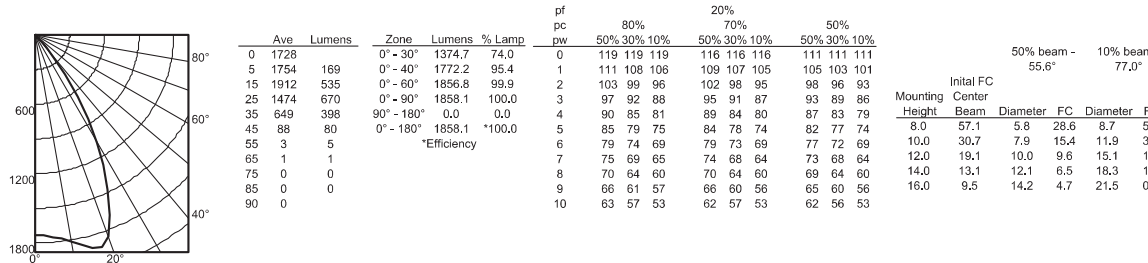 80°
60°
40°
20°
0°
600
1200
1800
Ave Lumens
0 1728
5 1754 169
15 1912 535
25 1474 670
35 649 398
45 88 80
55 3 5
65 1 1
75 0 0
85 0 0
90 0
Zone Lumens % Lamp
0° - 30° 1374,7 74,0
0° - 40° 1772.2 95.4
0° - 60° 1856.8 99.9
0° - 90° 1858.1 100.0
90° - 180° 0.0 0.0
0° - 180° 1858.1 *100.0
*Efficiency
pf 20%
pc 80% 70% 50%
pw 50% 30% 10% 50% 30% 10% 50% 30% 10%
0 119 119 119 116 116 116 111 111 111
1 111 108 106 109 107 105 105 103 101
2 103 99 96 102 98 95 98 96 93
3 97 92 88 95 91 87 93 89 86
4 90 85 81 89 84 80 87 83 79
5 85 79 75 84 78 74 82 77 74
6 79 74 69 79 73 69 77 72 69
7 75 69 65 74 68 64 73 68 64
8 70 64 60 70 64 60 69 64 60
9 66 61 57 66 60 56 65 60 56
10 63 57 53 62 57 53 62 56 53
50% beam - 10% beam
55.6° 77.0°
Inital FC
Mounting Center
Height Beam Diameter FC Diameter
8.0 57.1 5.8 28.6 8.7
10.0 30.7 7.9 15.4 11.9
12.0 19.1 10.0 9.6 15.1
14.0 13.1 12.1 6.5 18.3
16.0 9.5 14.2 4.7 21.5